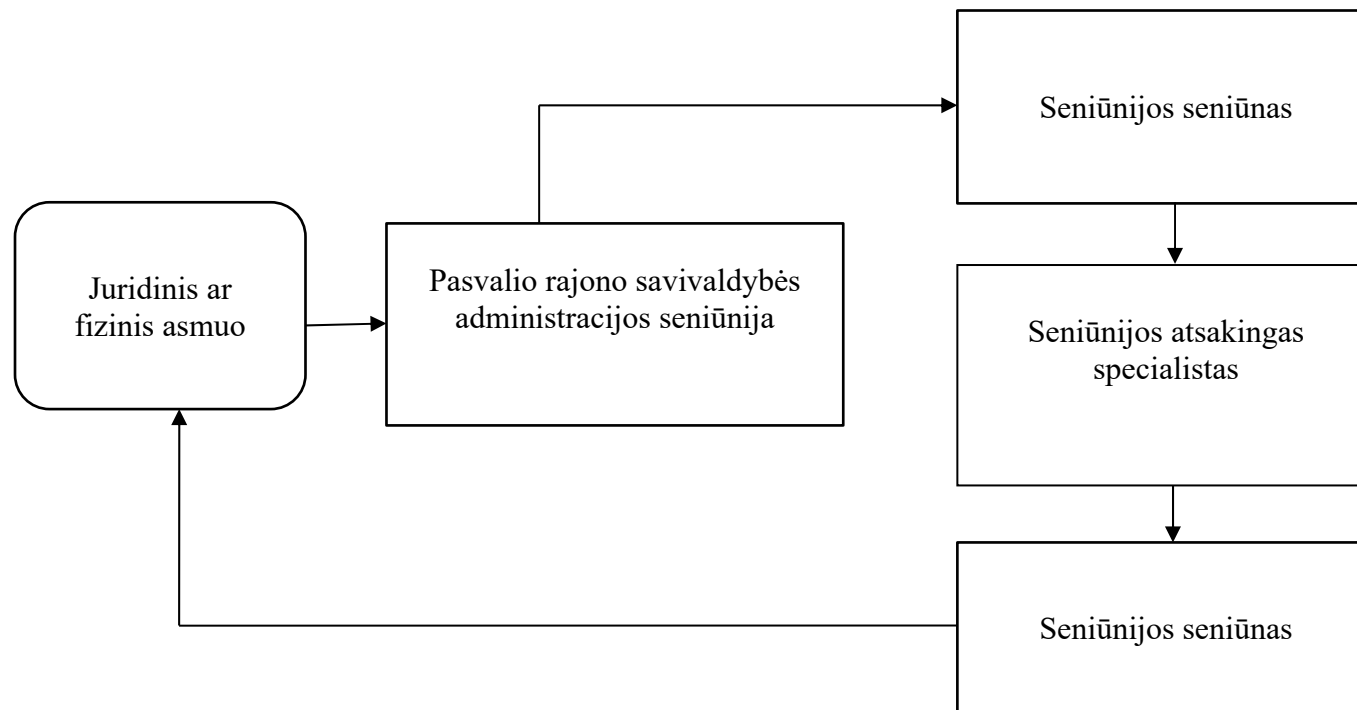 Seniūnijos seniūnas
Juridinis ar
fizinis asmuo
Pasvalio rajono savivaldybės
administracijos seniūnija
Seniūnijos atsakingas
specialistas
Seniūnijos seniūnas